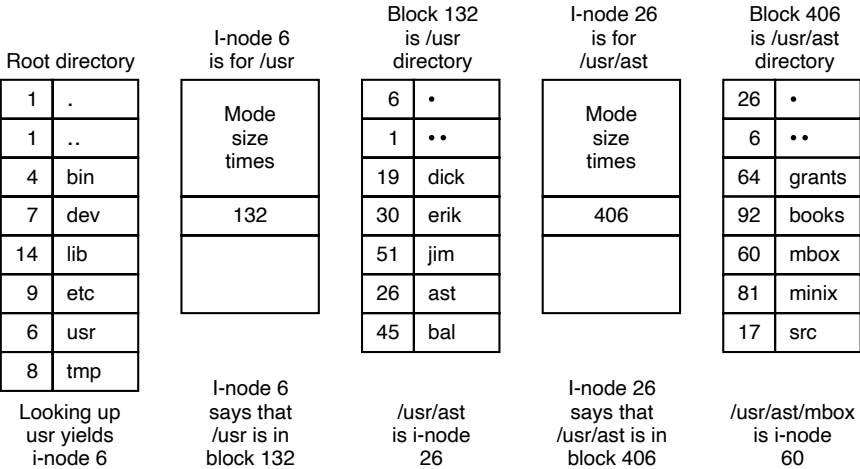 Root directory
1 .
1 ..
4 bin
7 dev
14 lib
9 etc
6 usr
8 tmp
Looking up
usr yields
i-node 6
I-node 6
is for /usr
Mode
size
times
132
I-node 6
says that
/usr is in
block 132
Block 132
is /usr
directory
6 •
1 ••
19 dick
30 erik
51 jim
26 ast
45 bal
/usr/ast
is i-node
26
I-node 26
is for
/usr/ast
Mode
size
times
406
I-node 26
says that
/usr/ast is in
block 406
Block 406
is /usr/ast
directory
26 •
6 ••
64 grants
92 books
60 mbox
81 minix
17 src
/usr/ast/mbox
is i-node
60